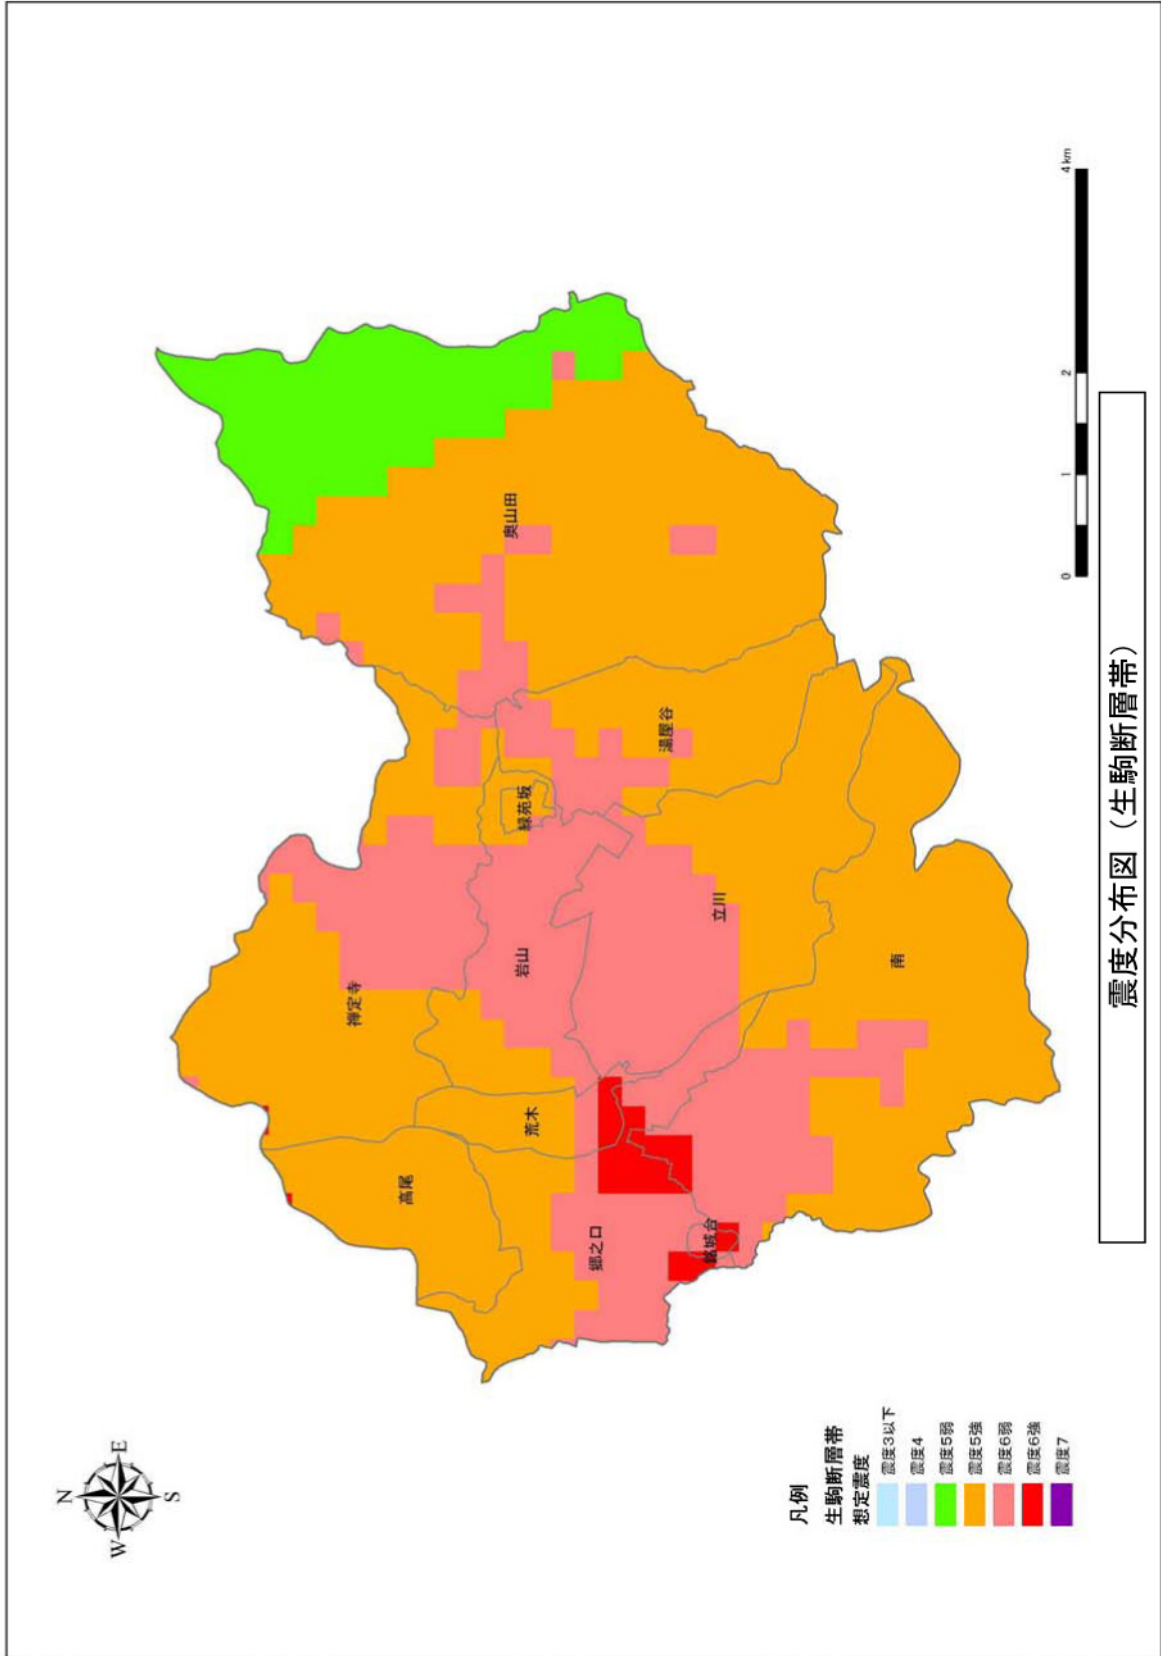 N
W
E
S
禅定寺
高尾
荒木
岩山
緑苑坂
奥山田
郷之口
湯屋谷
銘城台
立川
南
凡例
生駒断層帯
想定震度
震度3以下
震度4
震度5弱
震度5強
震度6弱
震度6強
震度7
0 1 2 4 km
震度分布図（生駒断層帯）